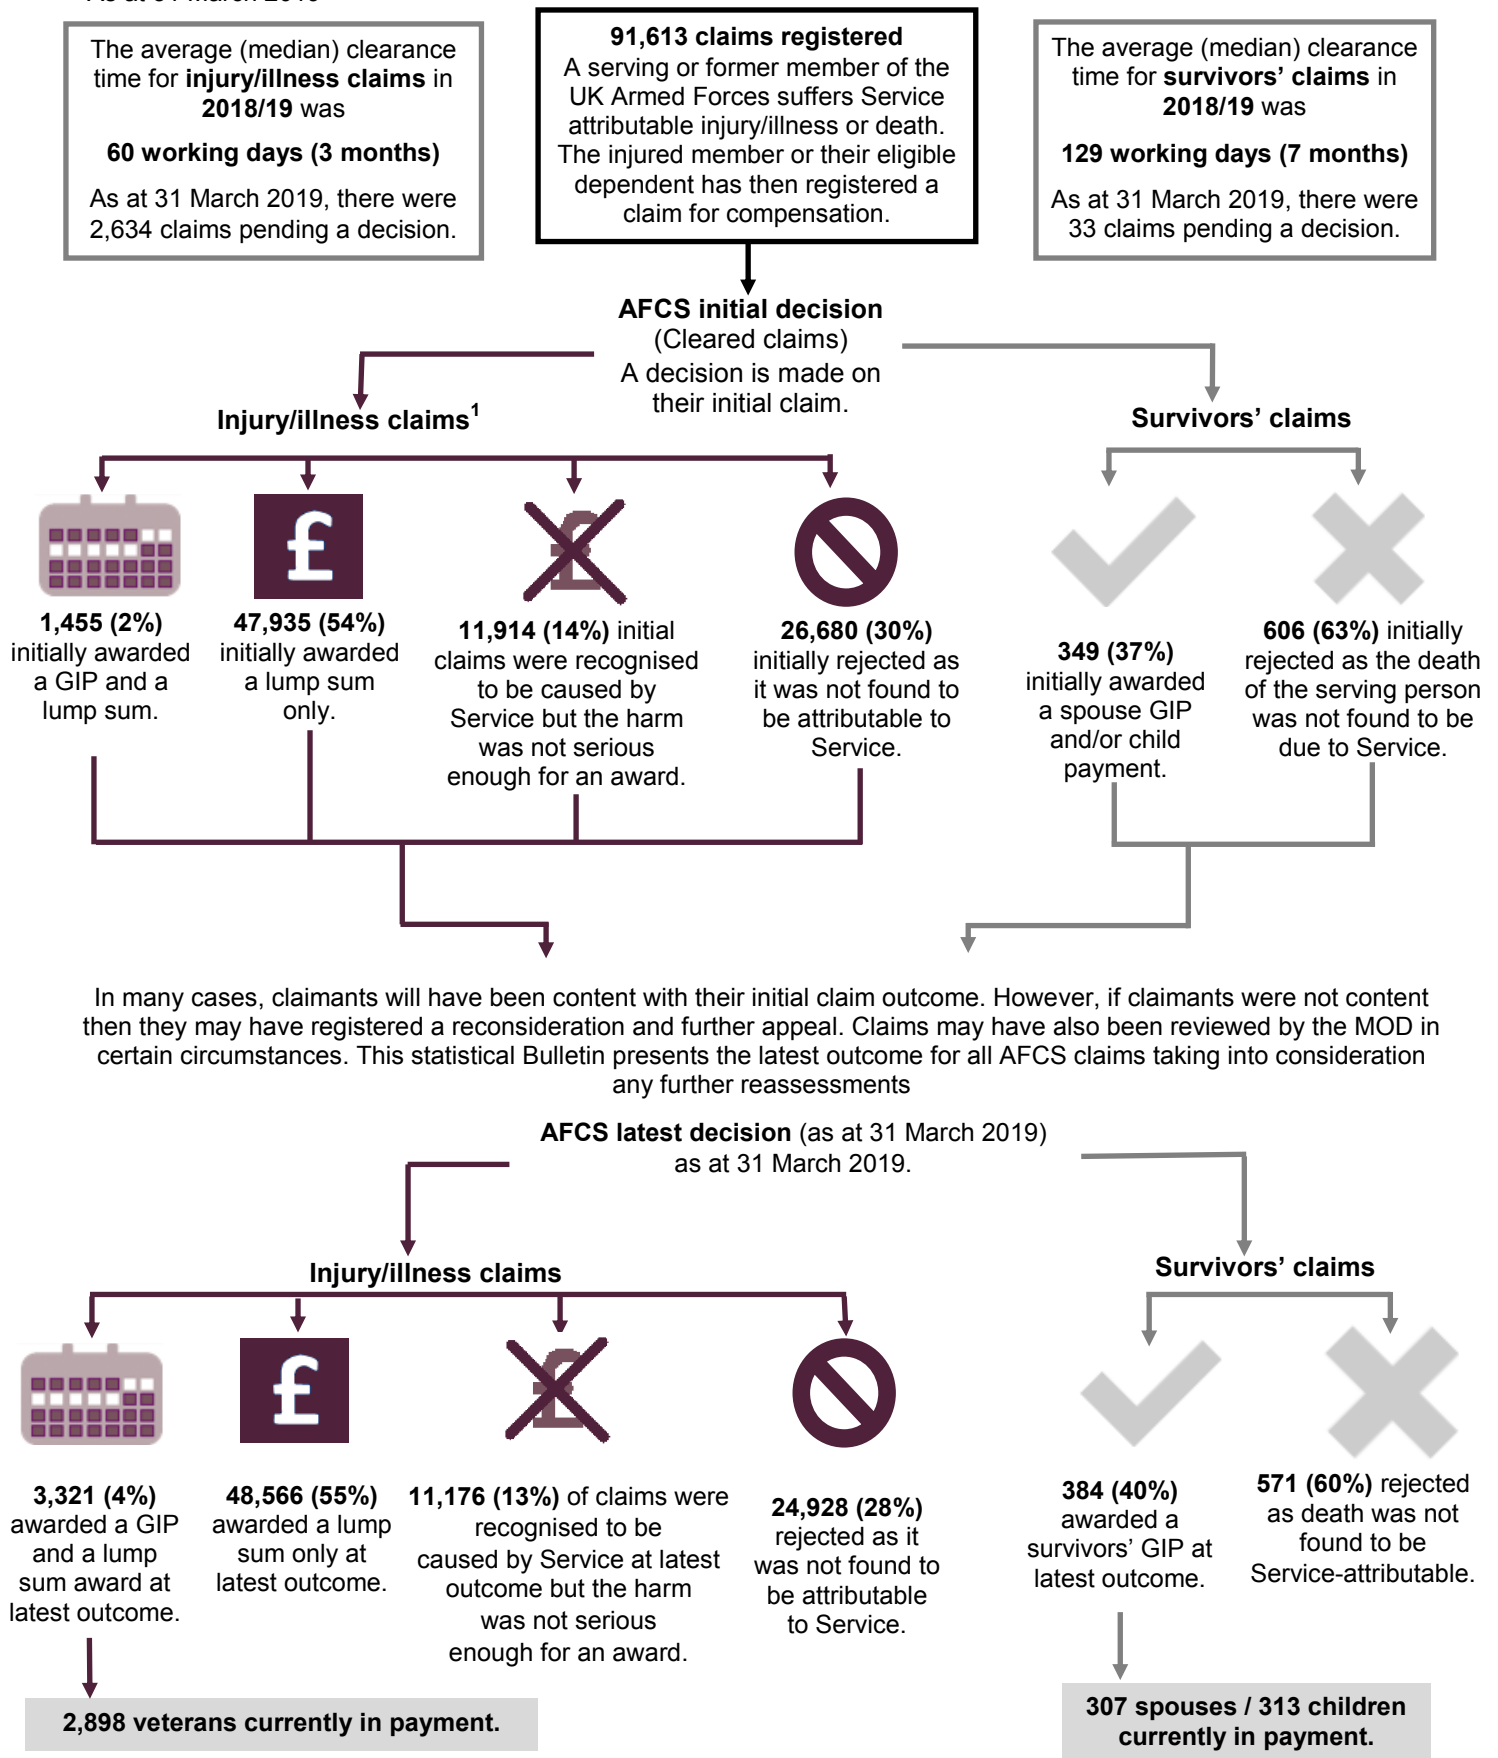 As at 31 March 2019
The average (median) clearance
time for injury/illness claims in
2018/19 was
60 working days (3 months)
As at 31 March 2019, there were
2,634 claims pending a decision.
91,613 claims registered
A serving or former member of the
UK Armed Forces suffers Service
attributable injury/illness or death.
The injured member or their eligible
dependent has then registered a
claim for compensation.
The average (median) clearance
time for survivors’ claims in
2018/19 was
129 working days (7 months)
As at 31 March 2019, there were
33 claims pending a decision.
AFCS initial decision
(Cleared claims)
A decision is made on
their initial claim.
Injury/illness claims1
Survivors’ claims
£
£
1,455 (2%)
initially awarded
a GIP and a
lump sum.
47,935 (54%)
initially awarded
a lump sum
only.
11,914 (14%) initial
claims were recognised
to be caused by
Service but the harm
was not serious
enough for an award.
26,680 (30%)
initially rejected as
it was not found to
be attributable to
Service.
349 (37%)
initially awarded
a spouse GIP
and/or child
payment.
606 (63%) initially
rejected as the death
of the serving person
was not found to be
due to Service.
In many cases, claimants will have been content with their initial claim outcome. However, if claimants were not content
then they may have registered a reconsideration and further appeal. Claims may have also been reviewed by the MOD in
certain circumstances. This statistical Bulletin presents the latest outcome for all AFCS claims taking into consideration
any further reassessments
AFCS latest decision (as at 31 March 2019)
as at 31 March 2019.
Injury/illness claims
Survivors’ claims
£
£
3,321 (4%)
awarded a GIP
and a lump
sum award at
latest outcome.
48,566 (55%)
awarded a lump
sum only at
latest outcome.
11,176 (13%) of claims were
recognised to be
caused by Service at latest
outcome but the harm
was not serious
enough for an award.
24,928 (28%)
rejected as it
was not found to
be attributable
to Service.
384 (40%)
awarded a
survivors’ GIP at
latest outcome.
571 (60%) rejected
as death was not
found to be
Service-attributable.
2,898 veterans currently in payment.
307 spouses / 313 children
currently in payment.